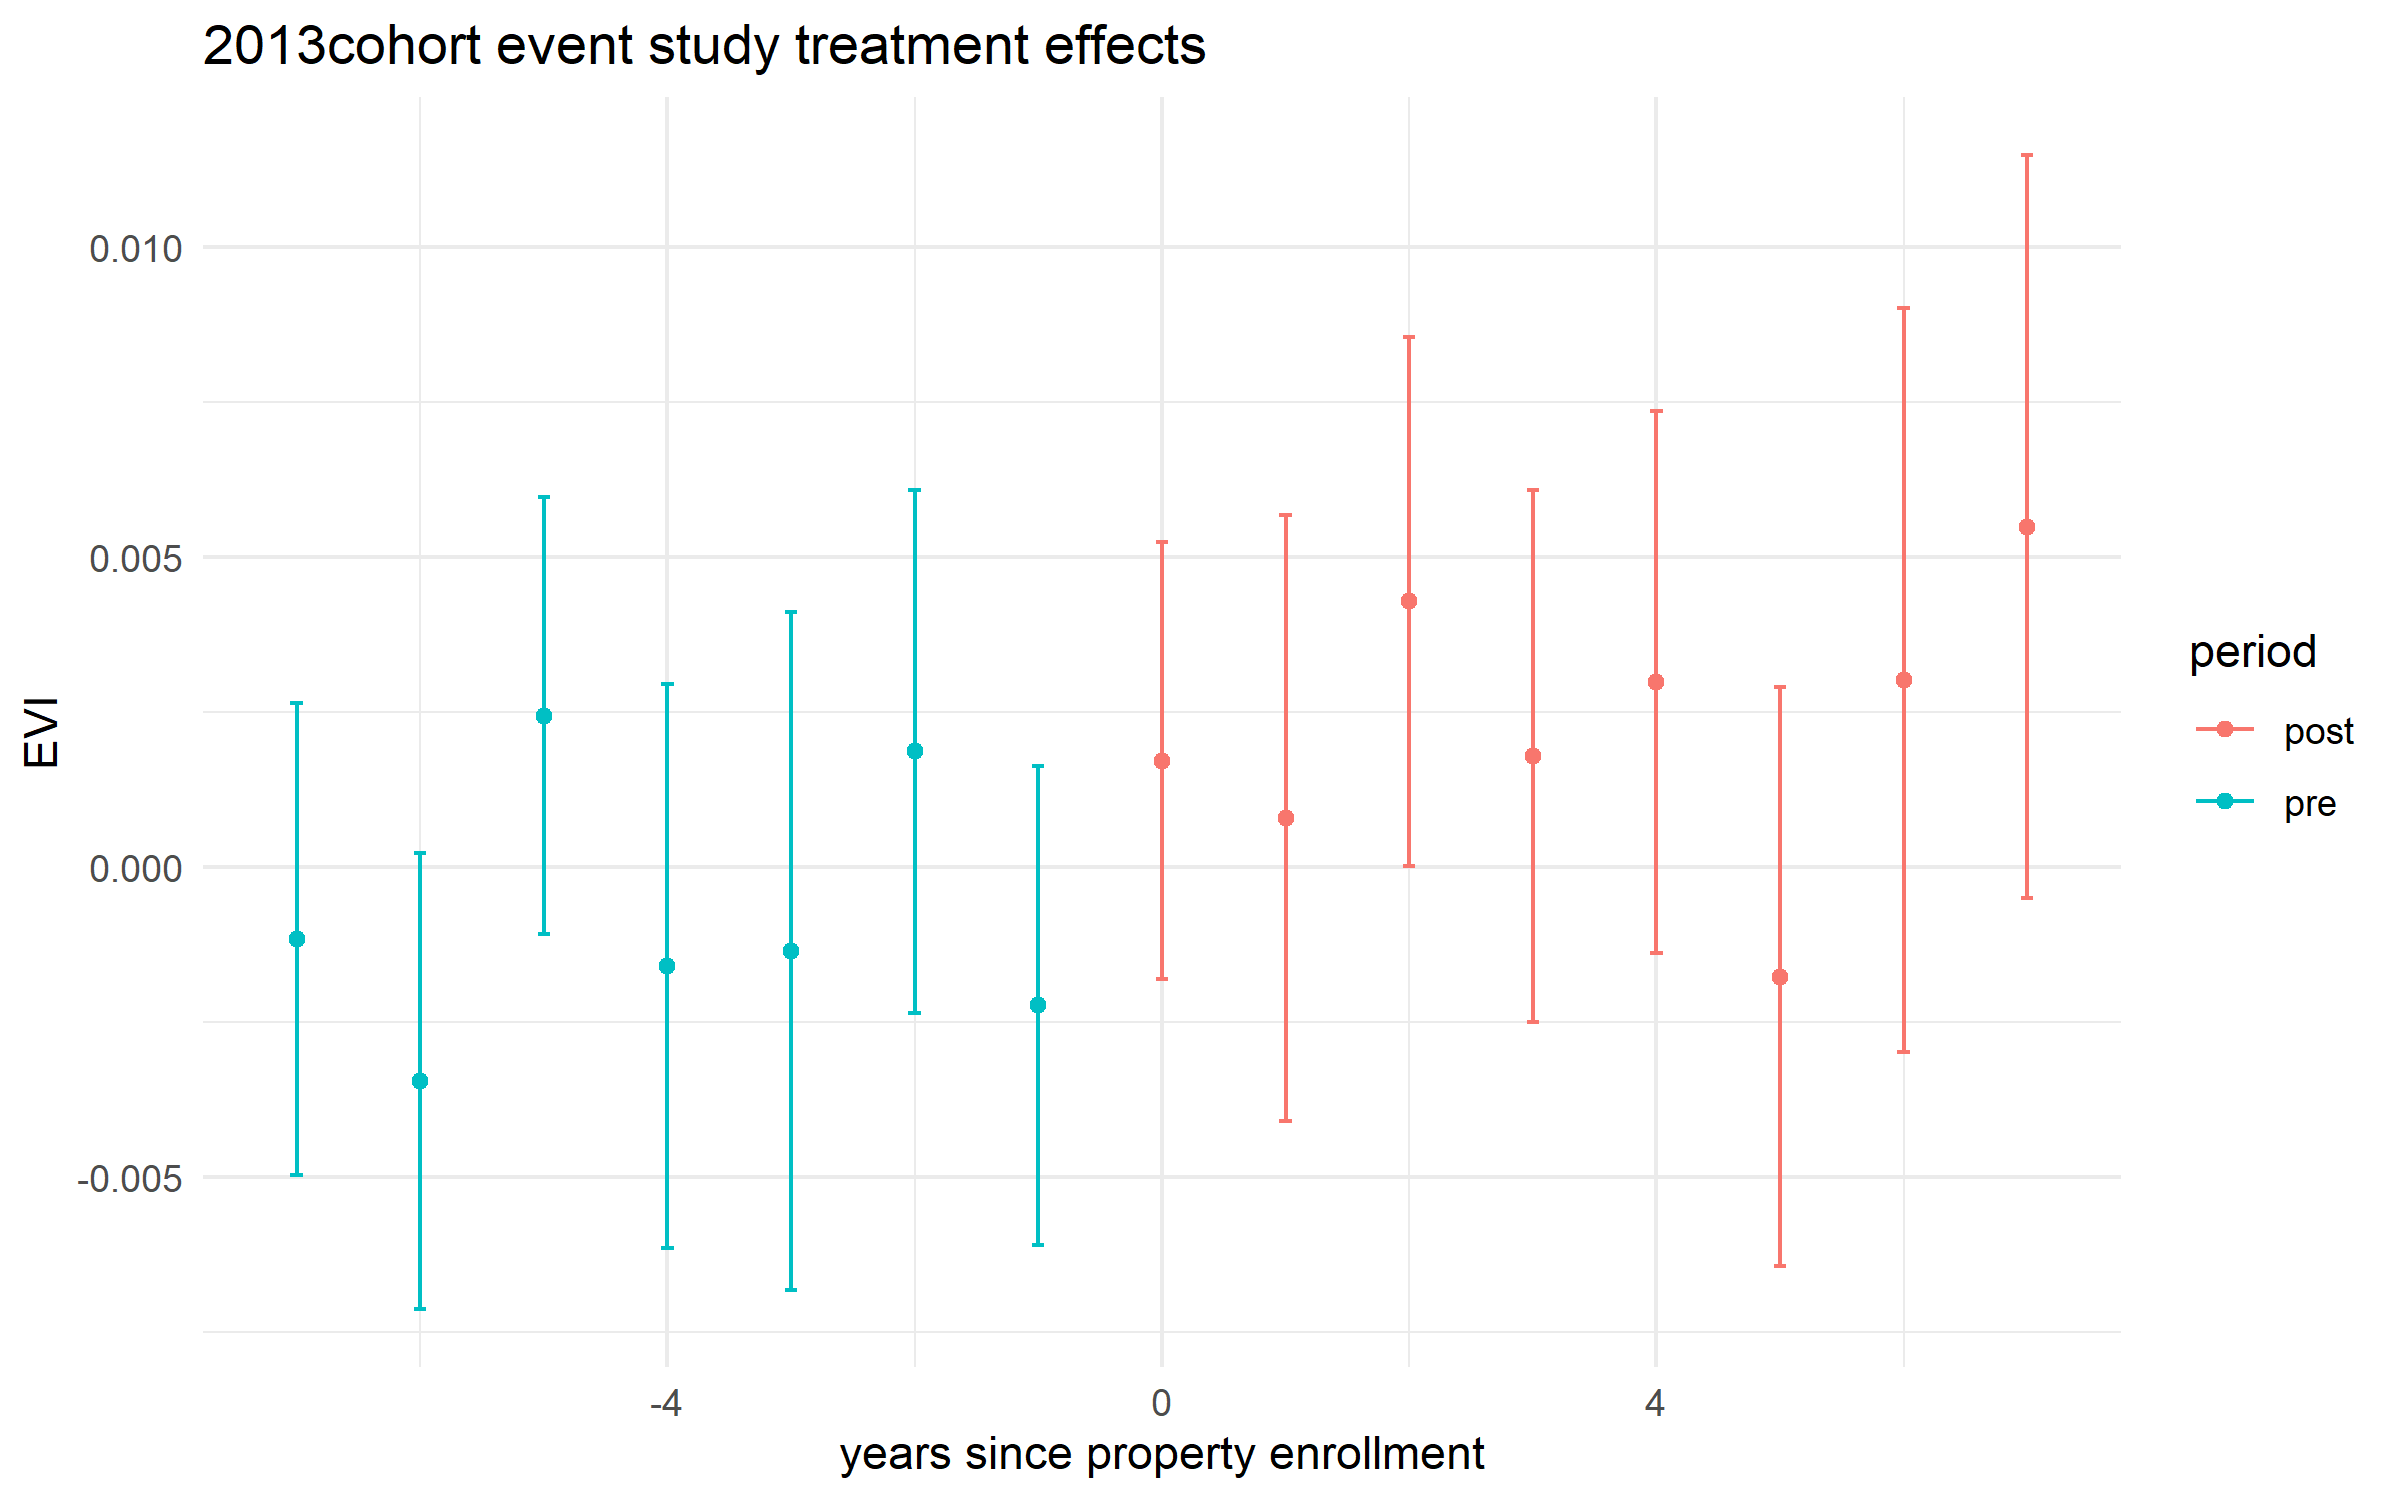 2013cohort event study treatment effects
0.010
0.005
0.000
-0.005
EVI
-4
0
4
years since property enrollment
period
post
pre